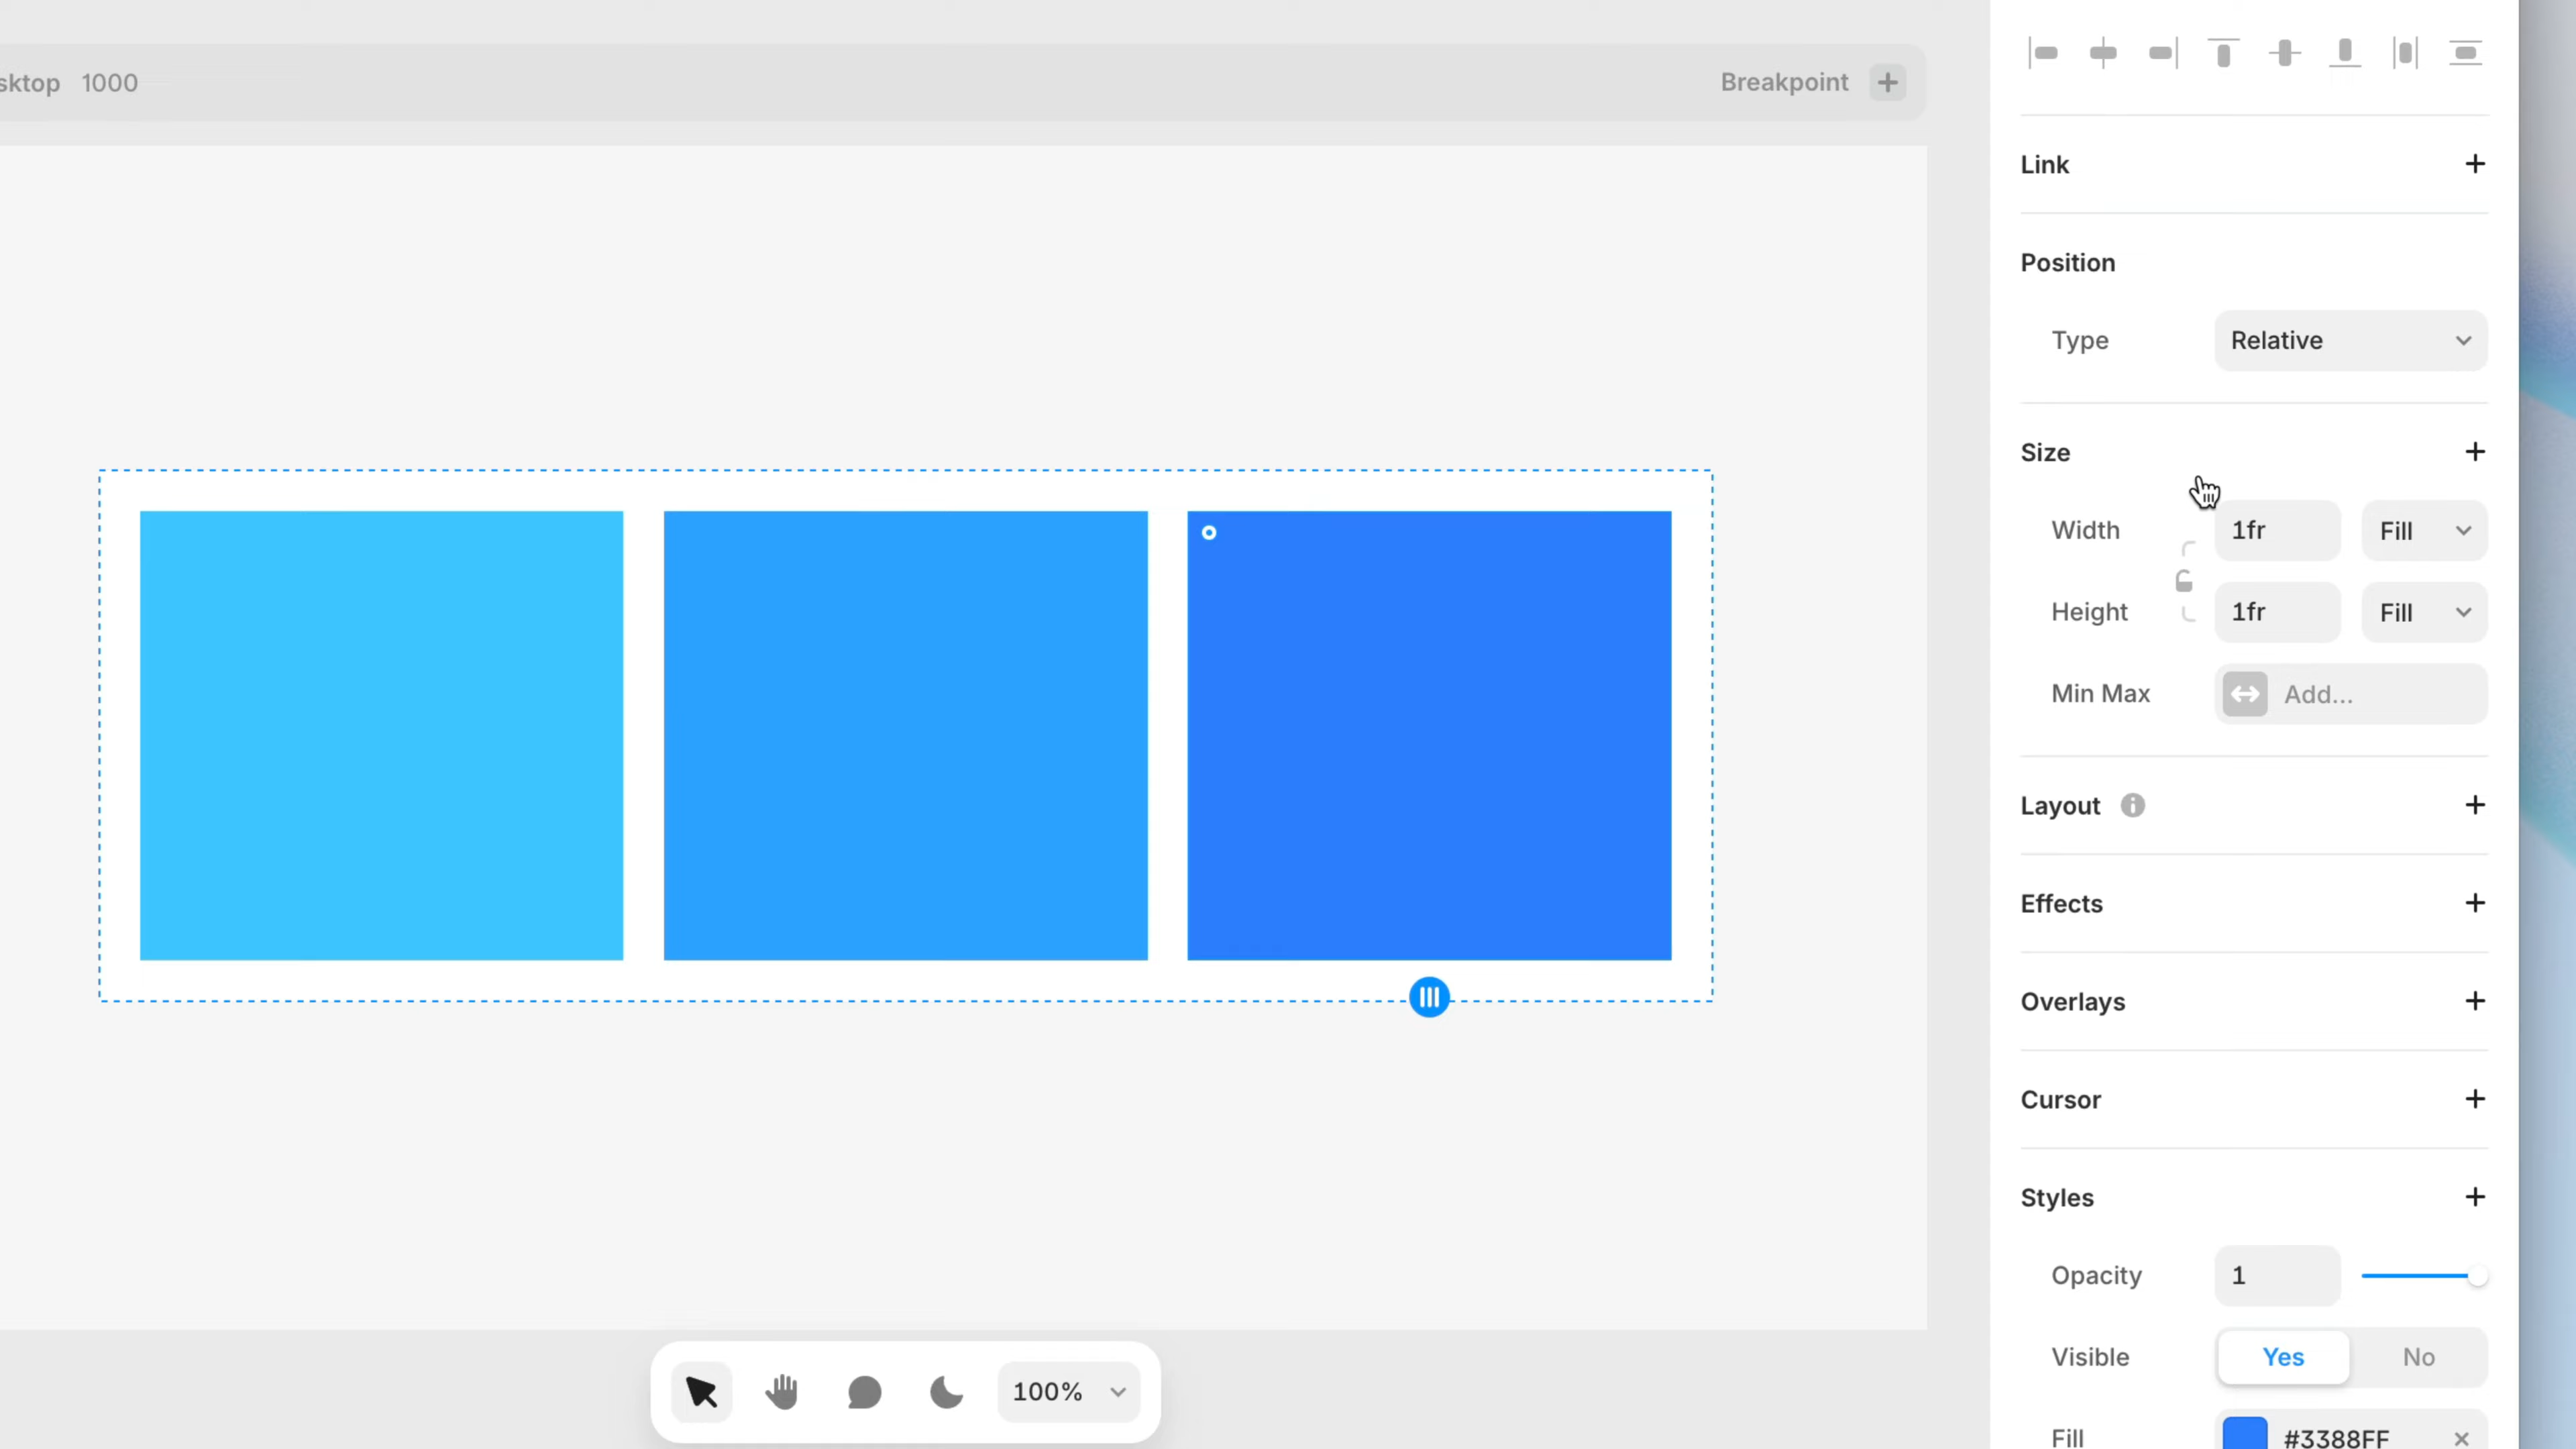 sktop 1000
Breakpoint
Link
Position
Type Relative
Size
Width 1fr Fill
Height 1fr Fill
Min Max Add...
Layout
Effects
Overlays
Cursor
Styles
Opacity 1
Visible Yes No
100%
Fill #3388FF